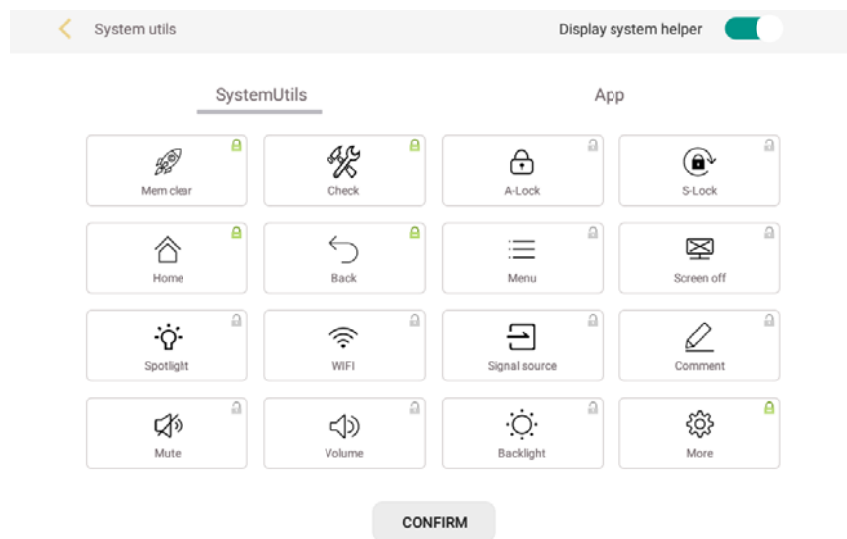 System utils Display system helper
SystemUtils App
Mem clear Check A-Lock S-Lock
Home Back Menu Screen off
Spotlight WIFI Signal source Comment
Mute Volume Backlight More
CONFIRM